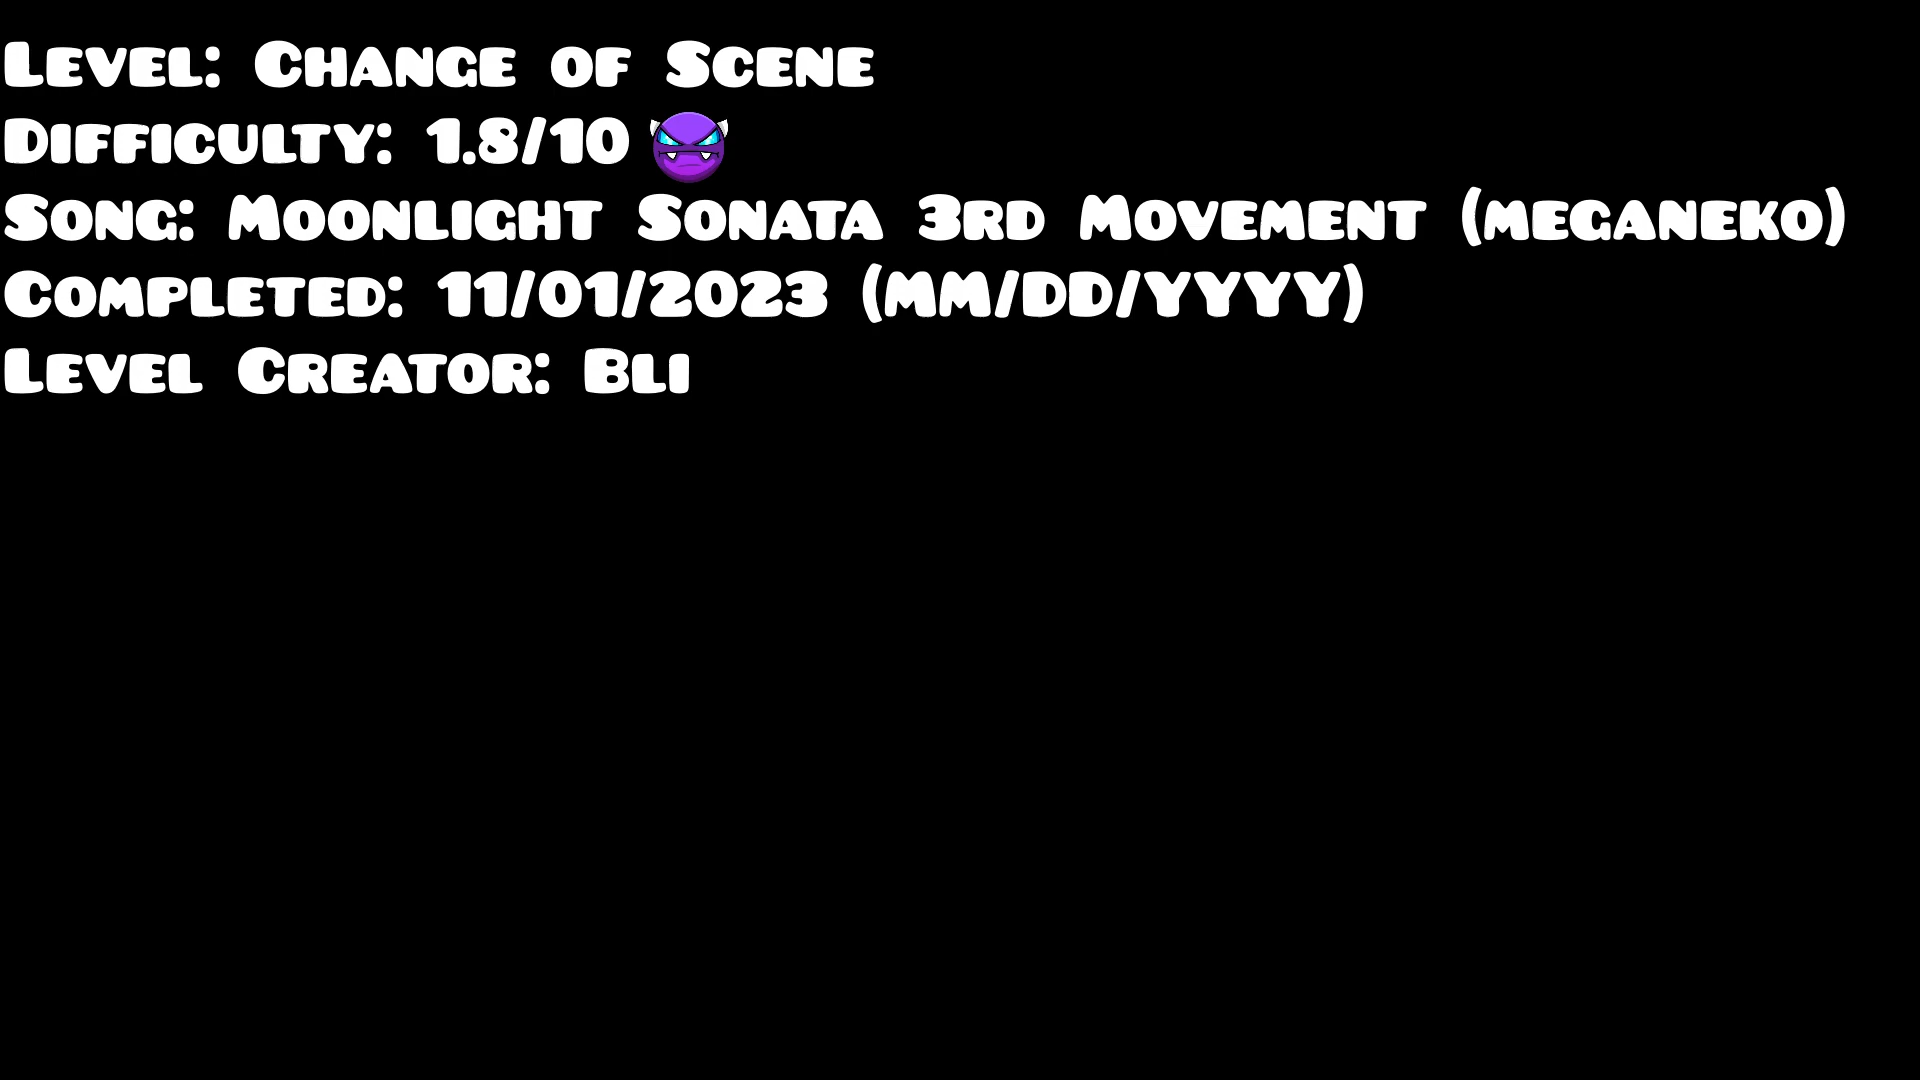 Level: Change of Scene
Difficulty: 1.8/10
Song: Moonlight Sonata 3rd Movement (meganeko)
Completed: 11/01/2023 (MM/DD/YYYY)
Level Creator: Bli